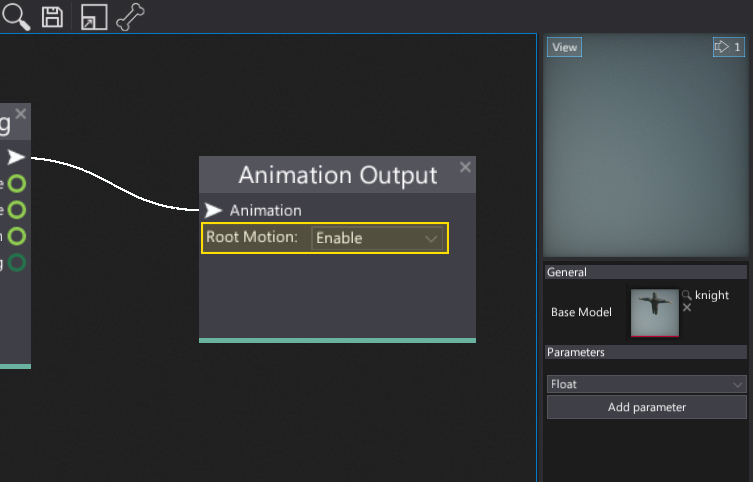 g
e
e
n
g
Animation Output
Animation
Root Motion: Enable
View
1
General
Base Model
knight
Parameters
Float
Add parameter